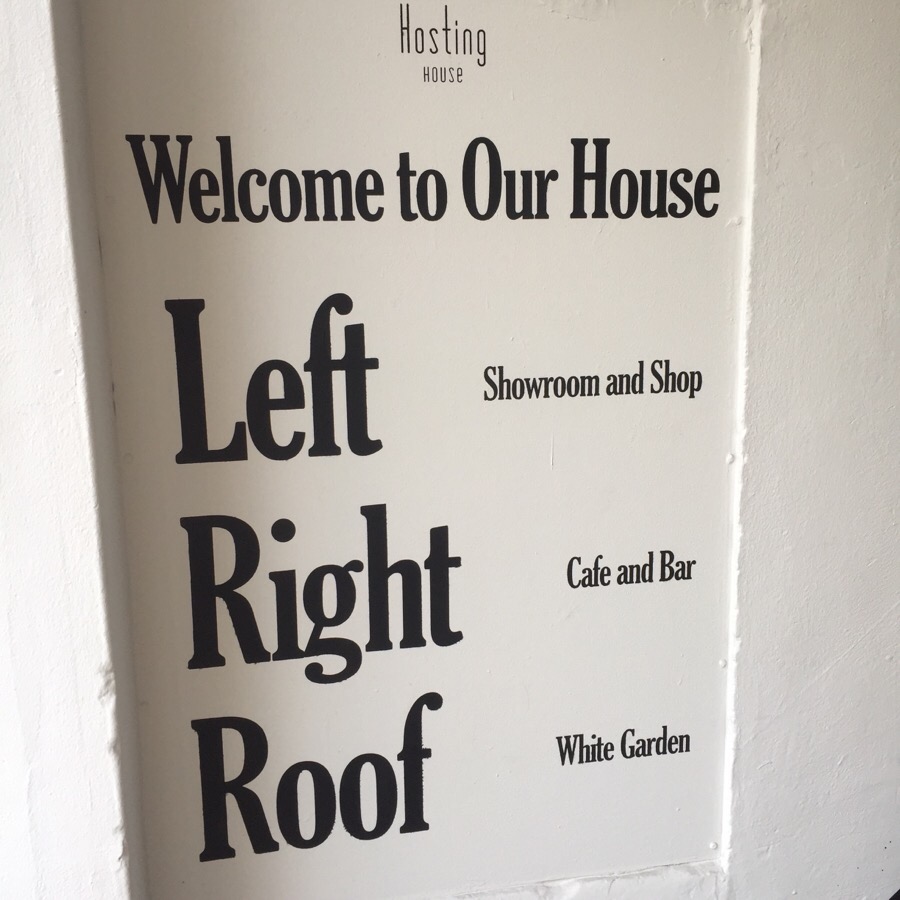 Hosting
HOUSE
Welcome to Our House
Left
Showroom and Shop
Right
Cafe and Bar
Roof
White Garden